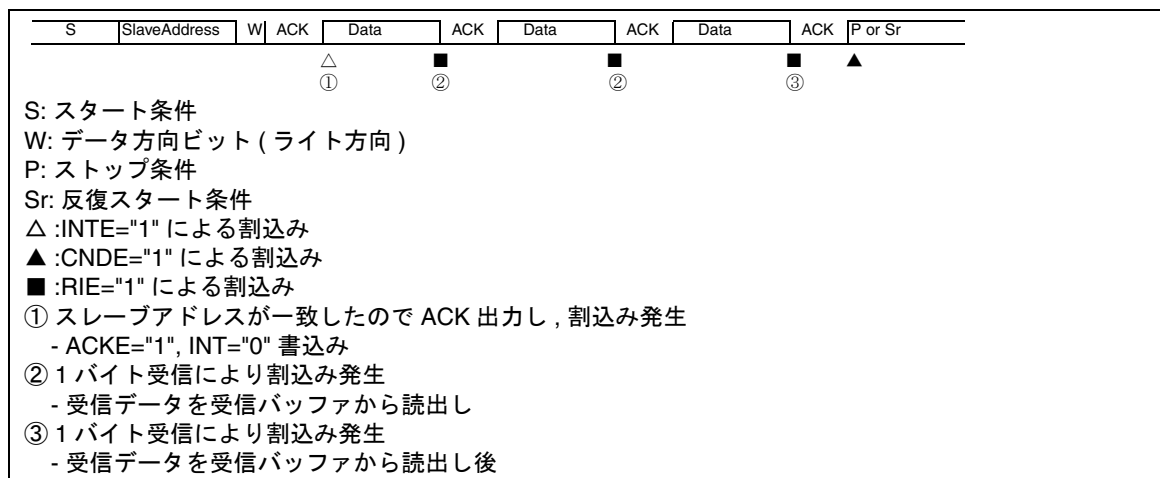 S SlaveAddress W ACK Data ACK Data ACK Data ACK P or Sr
△ ■ ■ ■ ▲
① ② ② ③
S: スタート条件
W: データ方向ビット ( ライト方向 )
P: ストップ条件
Sr: 反復スタート条件
△ :INTE="1" による割込み
▲ :CNDE="1" による割込み
■ :RIE="1" による割込み
① スレーブアドレスが一致したので ACK 出力し , 割込み発生
- ACKE="1", INT="0" 書込み
② 1 バイト受信により割込み発生
- 受信データを受信バッファから読出し
③ 1 バイト受信により割込み発生
- 受信データを受信バッファから読出し後